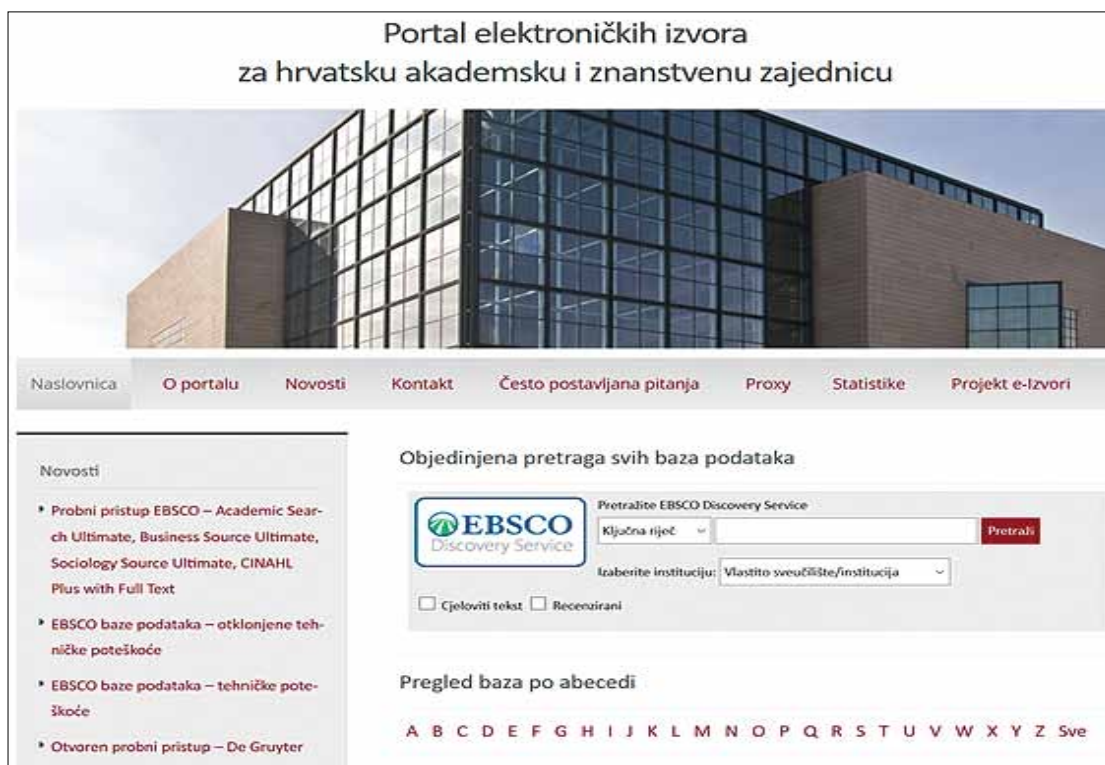 Portal elektroničkih izvora
za hrvatsku akademsku i znanstvenu zajednicu
Naslovnica O portalu Novosti Kontakt Često postavljana pitanja Proxy Statistike Projekt e-Izvori
Novosti
Probni pristup EBSCO – Academic Sear-
ch Ultimate, Business Source Ultimate,
Sociology Source Ultimate, CINAHL
Plus with Full Text
EBSCO baze podataka – otklonjene teh-
ničke poteškoće
EBSCO baze podataka – tehničke pote-
škoće
Otvoren probni pristup – De Gruyter
Objedinjena pretraga svih baza podataka
EBSCO
Discovery Service
Pretražite EBSCO Discovery Service
Ključna riječ Pretraži
Izaberite instituciju: Vlastito sveučilište/institucija
Cjeloviti tekst Recenzirani
Pregled baza po abecedi
A B C D E F G H I J K L M N O P Q R S T U V W X Y Z Sve